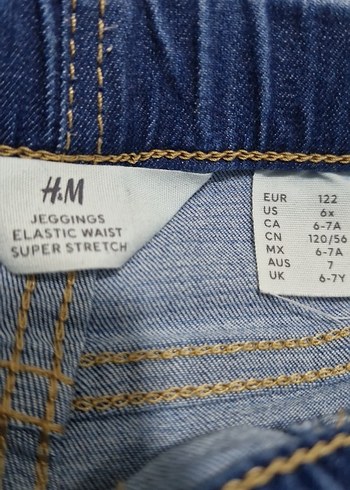 H&M
JEGGINGS
ELASTIC WAIST
SUPER STRETCH
EUR 122
US 6x
CA 6-7A
CN 120/56
MX 6-7A
AUS 7
UK 6-7Y